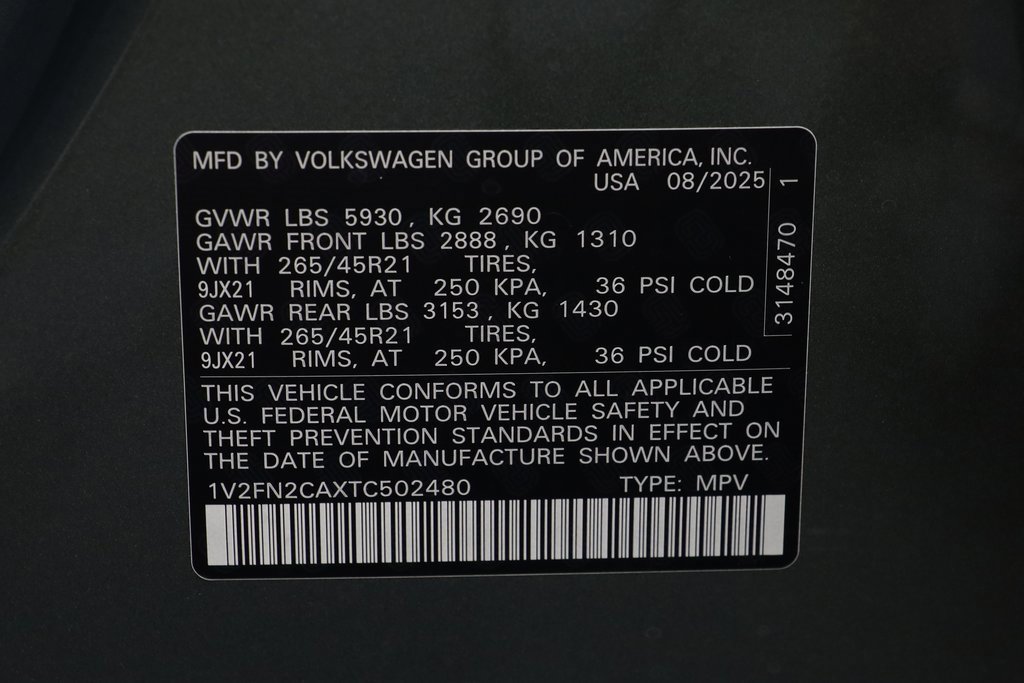 MFD BY VOLKSWAGEN GROUP OF AMERICA, INC.
USA 08/2025
GVWR LBS 5930, KG 2690
GAWR FRONT LBS 2888, KG 1310
WITH 265/45R21 TIRES,
9JX21 RIMS, AT 250 KPA, 36 PSI COLD
GAWR REAR LBS 3153, KG 1430
WITH 265/45R21 TIRES,
9JX21 RIMS, AT 250 KPA, 36 PSI COLD
3148470 1
THIS VEHICLE CONFORMS TO ALL APPLICABLE
U.S. FEDERAL MOTOR VEHICLE SAFETY AND
THEFT PREVENTION STANDARDS IN EFFECT ON
THE DATE OF MANUFACTURE SHOWN ABOVE.
1V2FN2CAXTC502480 TYPE: MPV